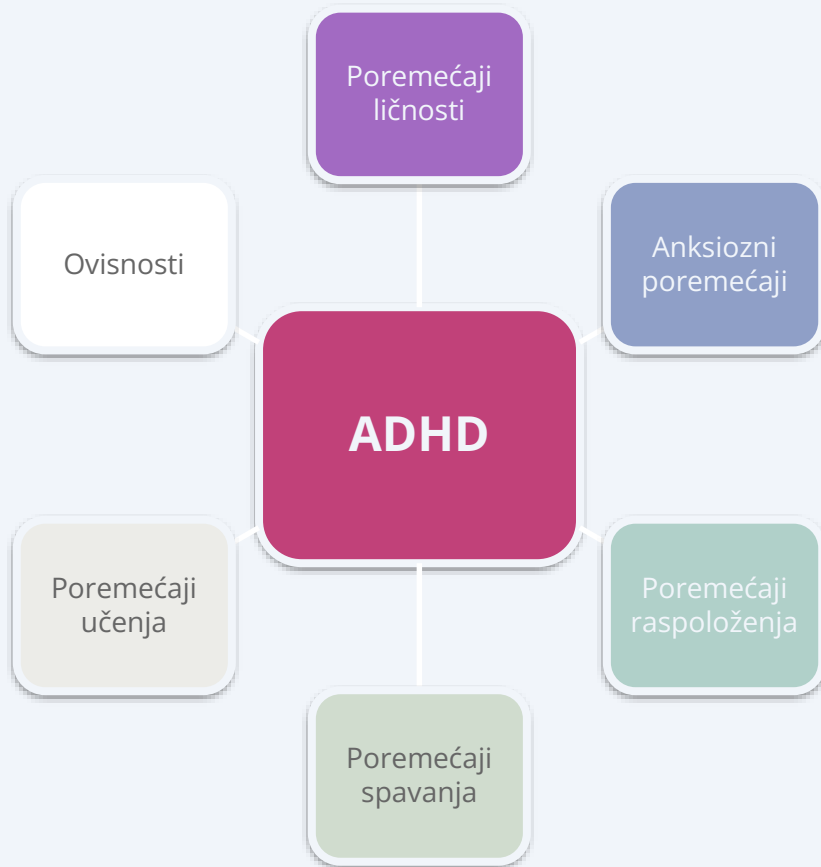 Poremećaji
ličnosti
Ovisnosti
Anksiozni
poremećaji
ADHD
Poremećaji
učenja
Poremećaji
raspoloženja
Poremećaji
spavanja